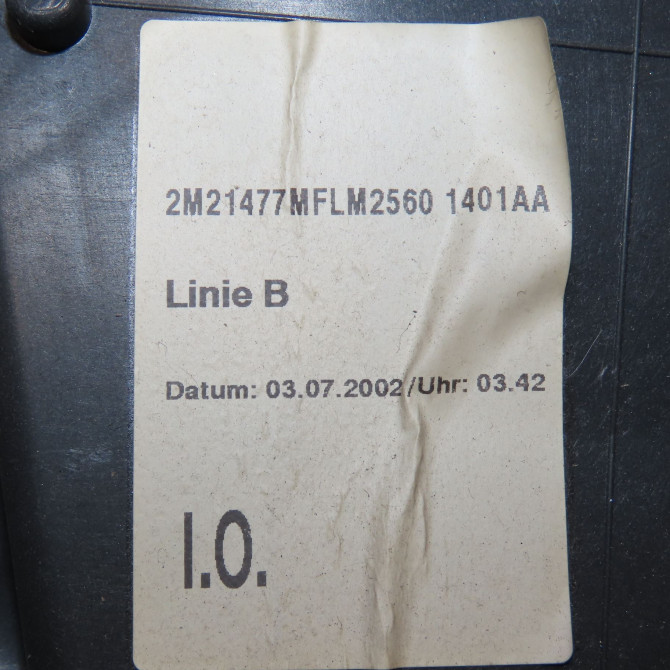 2M21477MFLM2560 1401AA
Linie B
Datum: 03.07.2002/Uhr: 03.42
I.O.